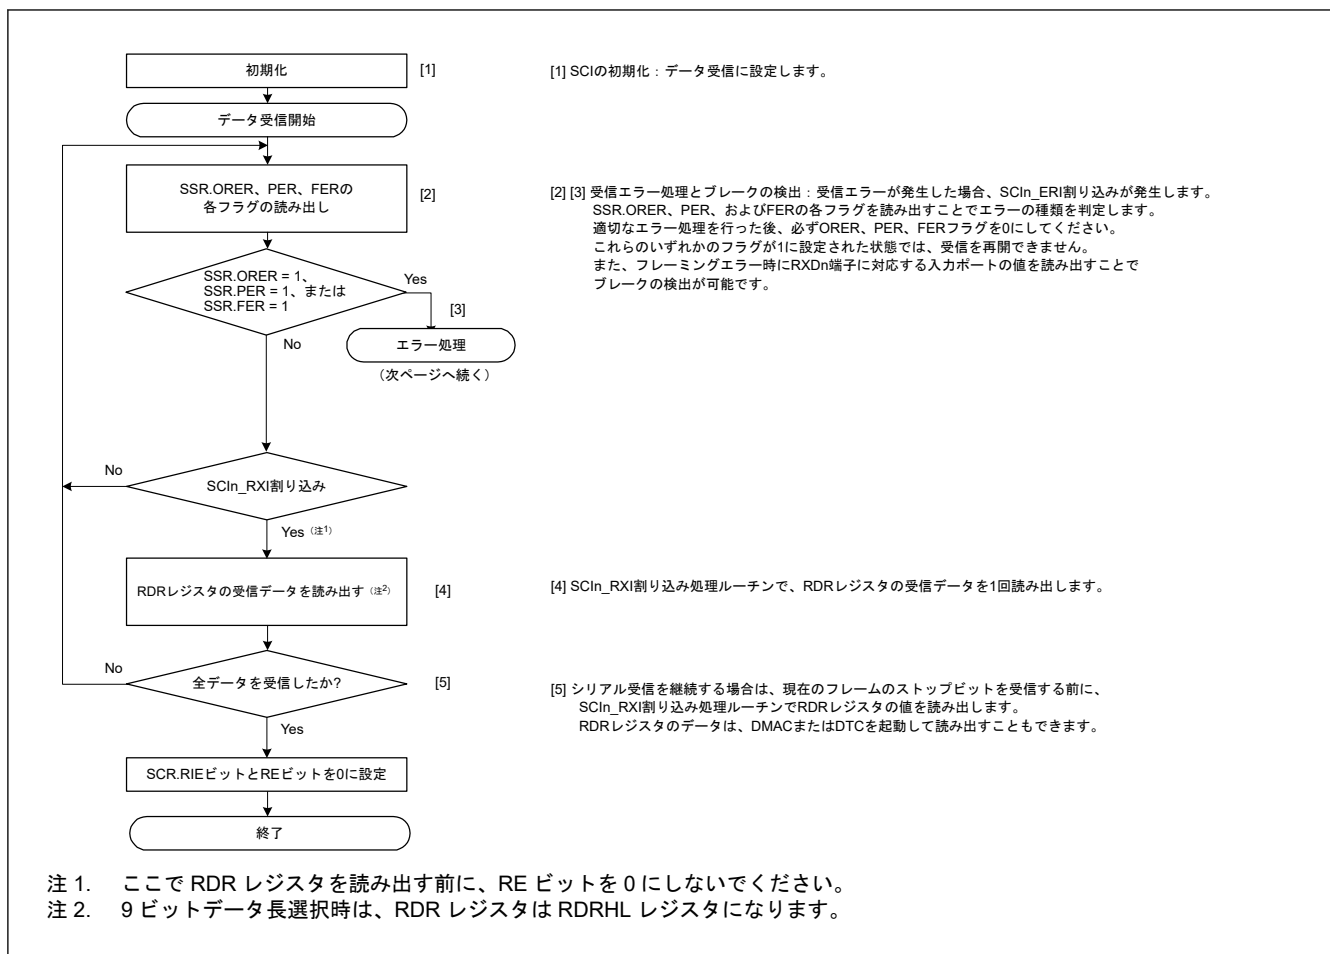 初期化
[1]
[1] SCIの初期化：データ受信に設定します。
データ受信開始
SSR.ORER、PER、FERの
各フラグの読み出し
[2]
[2] [3] 受信エラー処理とブレークの検出：受信エラーが発生した場合、SCIn_ERI割り込みが発生します。
SSR.ORER、PER、およびFERの各フラグを読み出すことでエラーの種類を判定します。
適切なエラー処理を行った後、必ずORER、PER、FERフラグを0にしてください。
これらのいずれかのフラグが1に設定された状態では、受信を再開できません。
また、フレーミングエラー時にRXDn端子に対応する入力ポートの値を読み出すことで
ブレークの検出が可能です。
SSR.ORER = 1、
SSR.PER = 1、または
SSR.FER = 1
Yes
[3]
No
エラー処理
（次ページへ続く）
No
SCIn_RXI割り込み
Yes（注1）
RDRレジスタの受信データを読み出す（注2）
[4]
[4] SCIn_RXI割り込み処理ルーチンで、RDRレジスタの受信データを1回読み出します。
No
全データを受信したか?
[5]
[5] シリアル受信を継続する場合は、現在のフレームのストップビットを受信する前に、
SCIn_RXI割り込み処理ルーチンでRDRレジスタの値を読み出します。
RDRレジスタのデータは、DMACまたはDTCを起動して読み出すこともできます。
Yes
SCR.RIEビットとREビットを0に設定
終了
注 1. ここで RDR レジスタを読み出す前に、RE ビットを 0 にしないでください。
注 2. 9 ビットデータ長選択時は、RDR レジスタは RDRHL レジスタになります。